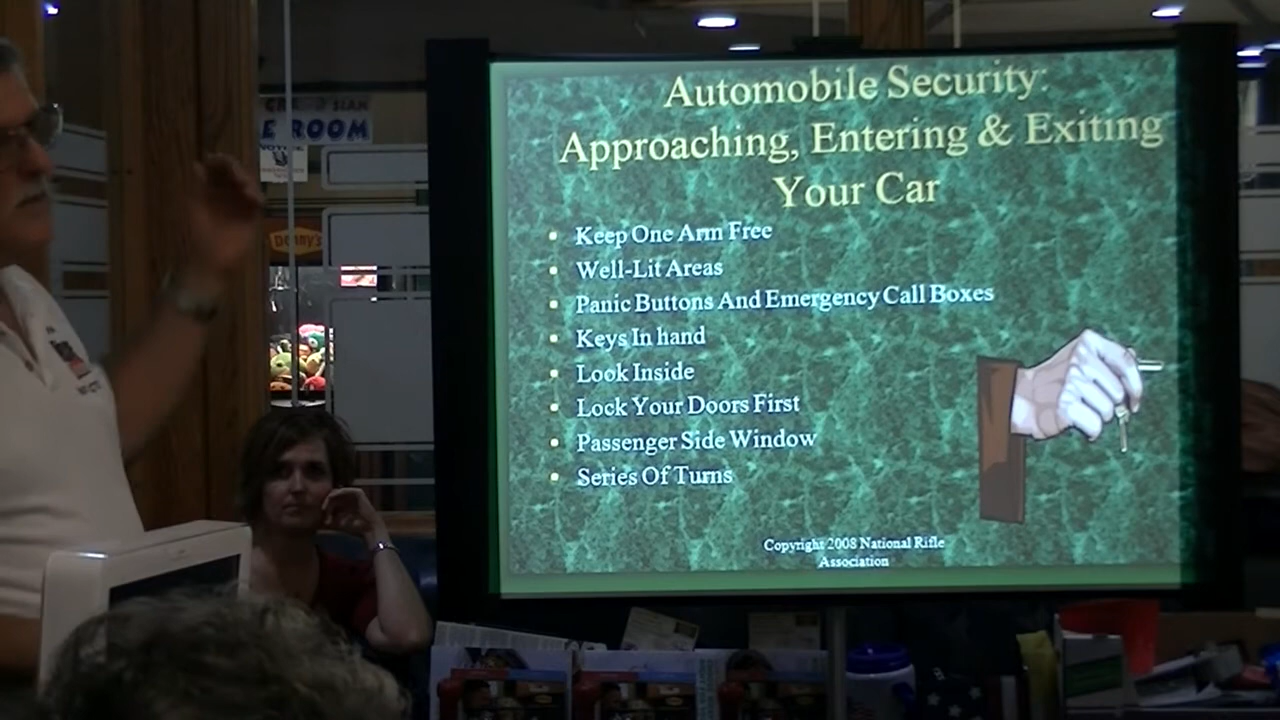 Automobile Security:
Approaching, Entering & Exiting
Your Car
Keep One Arm Free
Well-Lit Areas
Panic Buttons And Emergency Call Boxes
Keys In hand
Look Inside
Lock Your Doors First
Passenger Side Window
Series Of Turns
Copyright 2008 National Rifle
Association
ROOM
Denny's